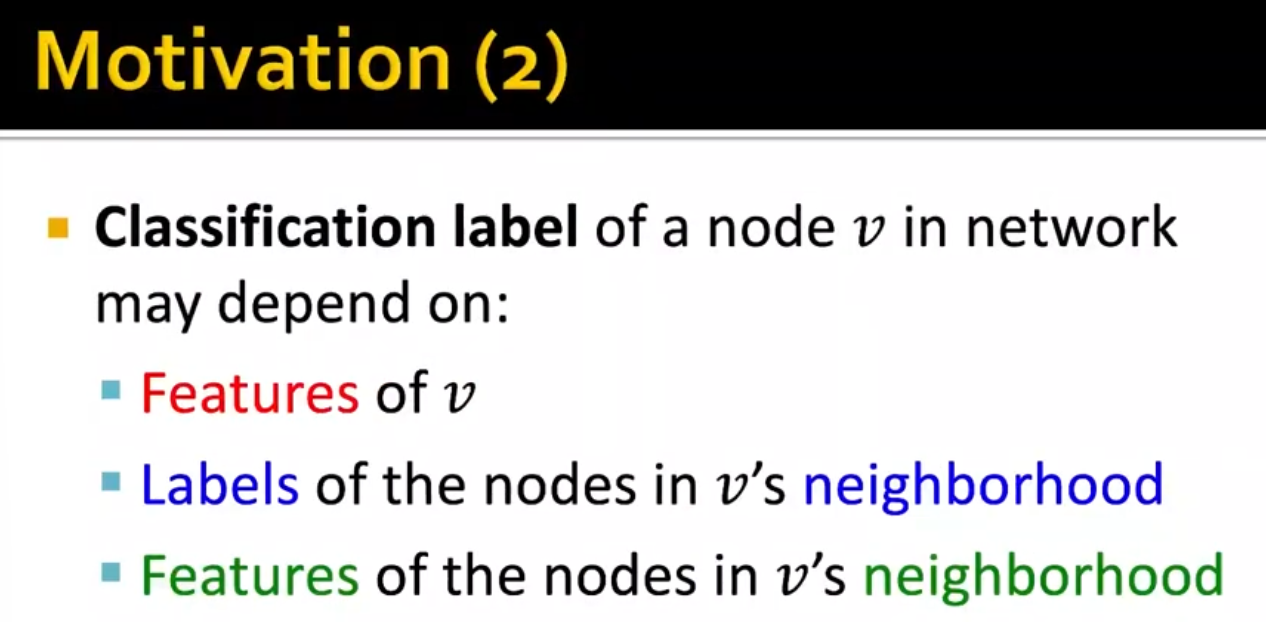 Motivation (2)
Classification label of a node v in network
may depend on:
Features of v
Labels of the nodes in v’s neighborhood
Features of the nodes in v’s neighborhood